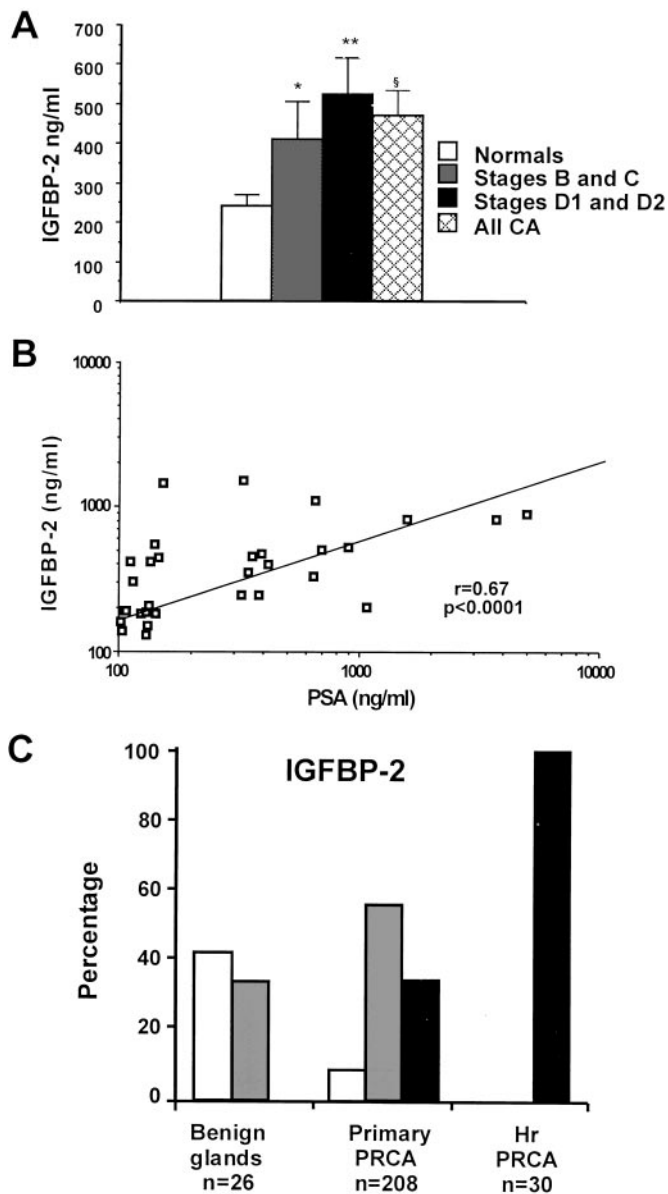 A
IGFBP-2 ng/ml
700
600
500
400
300
200
100
0
*
**
§
Normals
Stages B and C
Stages D1 and D2
All CA
B
IGFBP-2 (ng/ml)
10000
1000
100
r=0.67
p<0.0001
100
1000
10000
PSA (ng/ml)
C
IGFBP-2
Percentage
100
80
60
40
20
0
Benign
glands
n=26
Primary
PRCA
n=208
Hr
PRCA
n=30